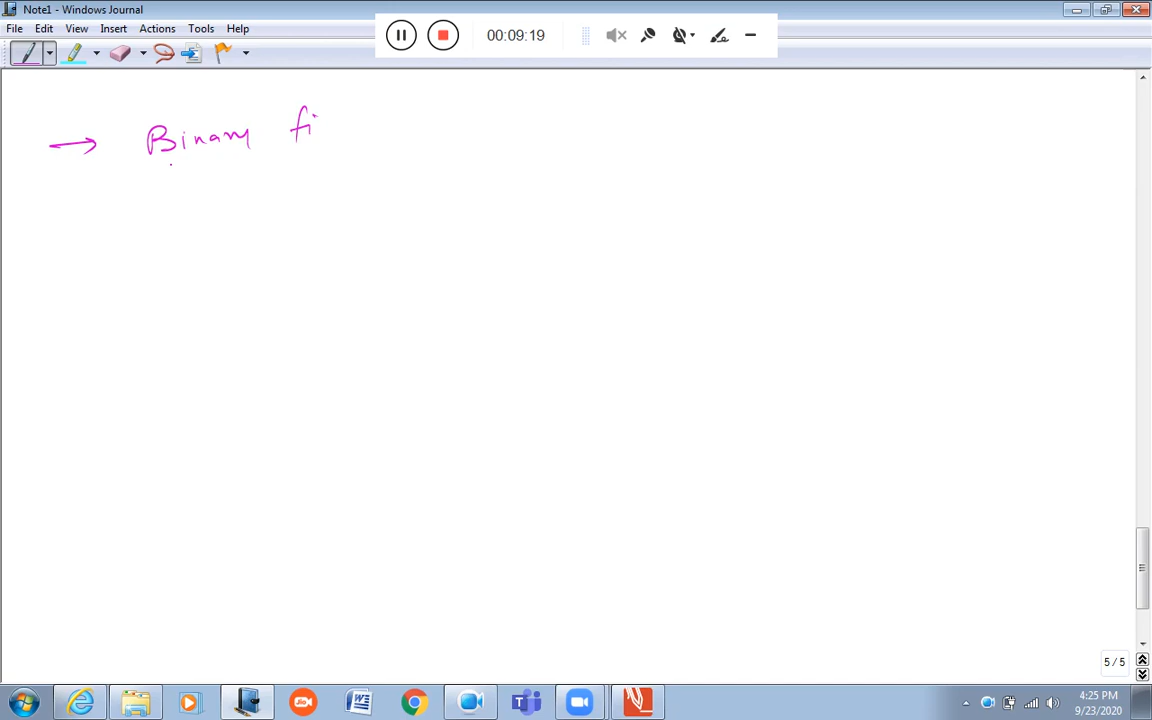 Note1 - Windows Journal
File Edit View Insert Actions Tools Help
00:09:19
→ Binary fi
5 / 5
4:25 PM
9/23/2020